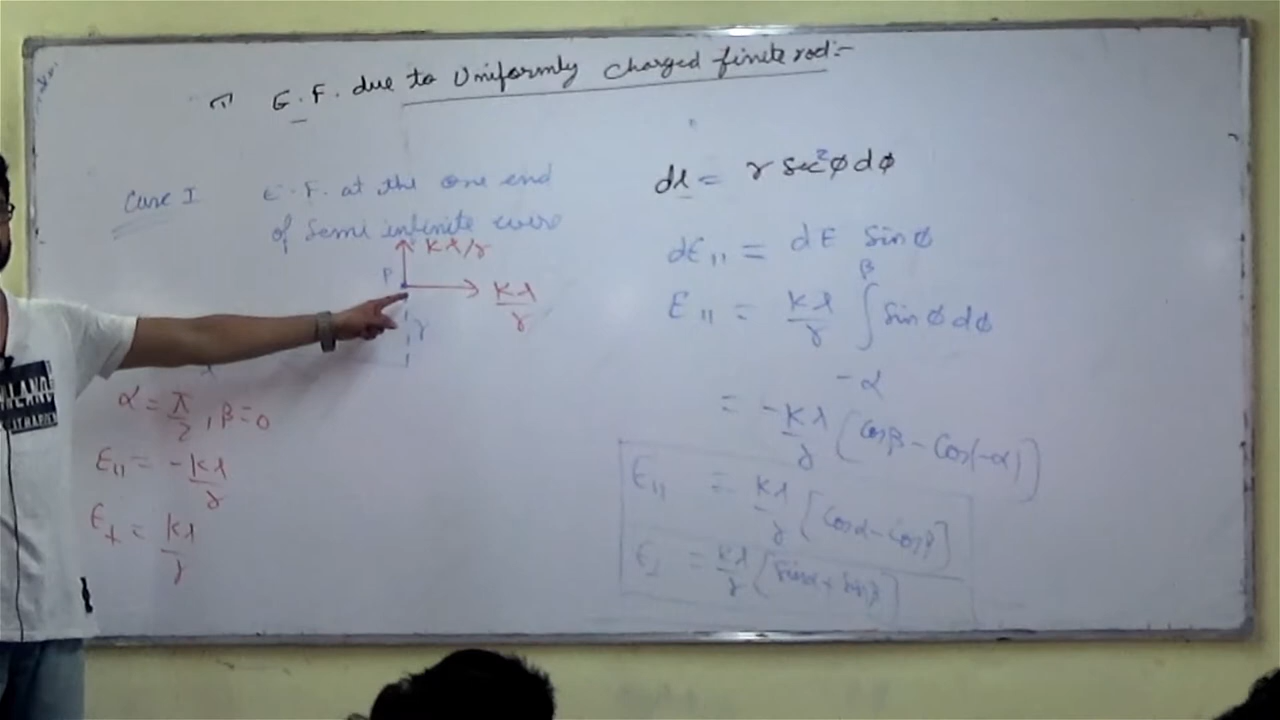 E.F. due to Uniformly Charged finite rod:-
Case I E.F. at the one end
of Semi infinite wire
kλ/r
P
kλ/r
r
α = π/2, β = 0
E|| = -kλ/r
E⊥ = kλ/r
dl = r sec²φ dφ
dE|| = dE Sinφ
E|| = kλ/r ∫ Sinφ dφ
β
-α
= -kλ/r [Cosβ - Cos(-α)]
E|| = kλ/r [Cosα - Cosβ]
E⊥ = kλ/r [Sinα + Sinβ]